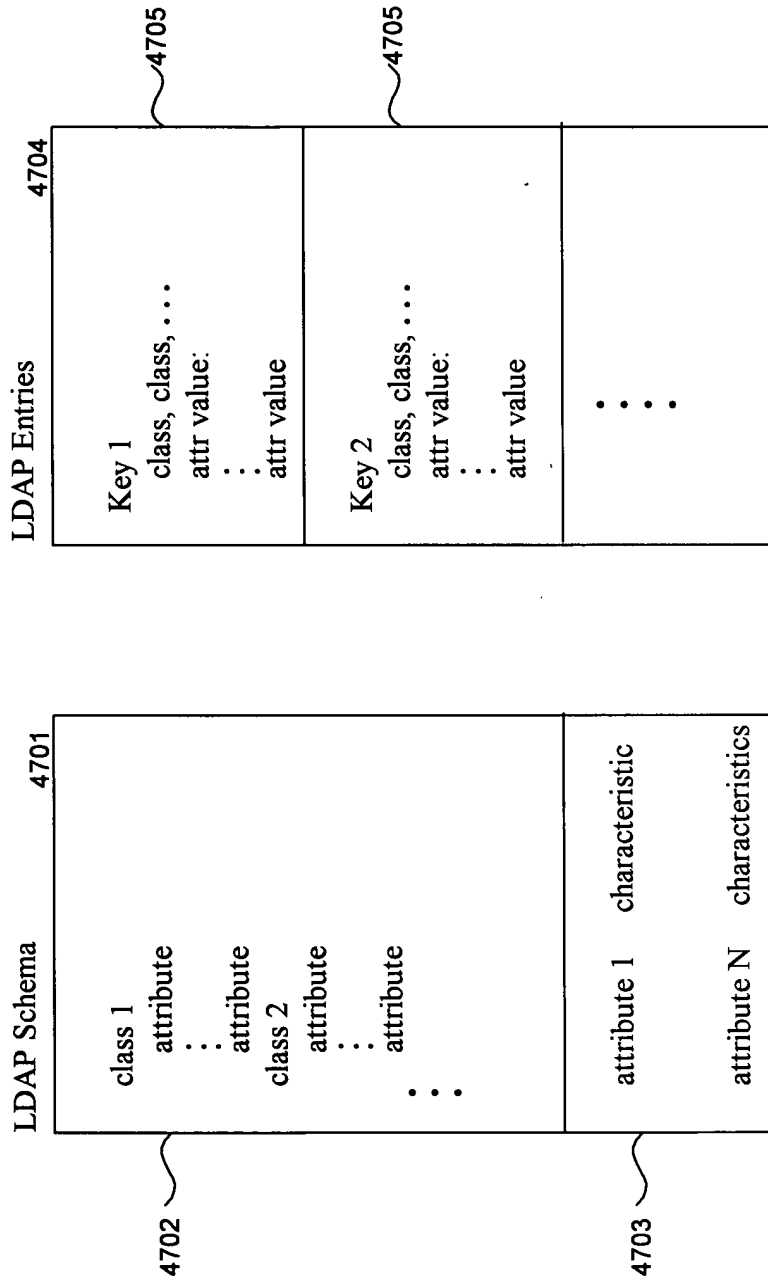 LDAP Schema
4701
class 1
attribute
...
attribute
class 2
attribute
...
attribute
...
4702
attribute 1 characteristic
attribute N characteristics
4703
LDAP Entries
4704
Key 1
class, class, ...
attr value:
...
attr value
4705
Key 2
class, class, ...
attr value:
...
attr value
4705
....